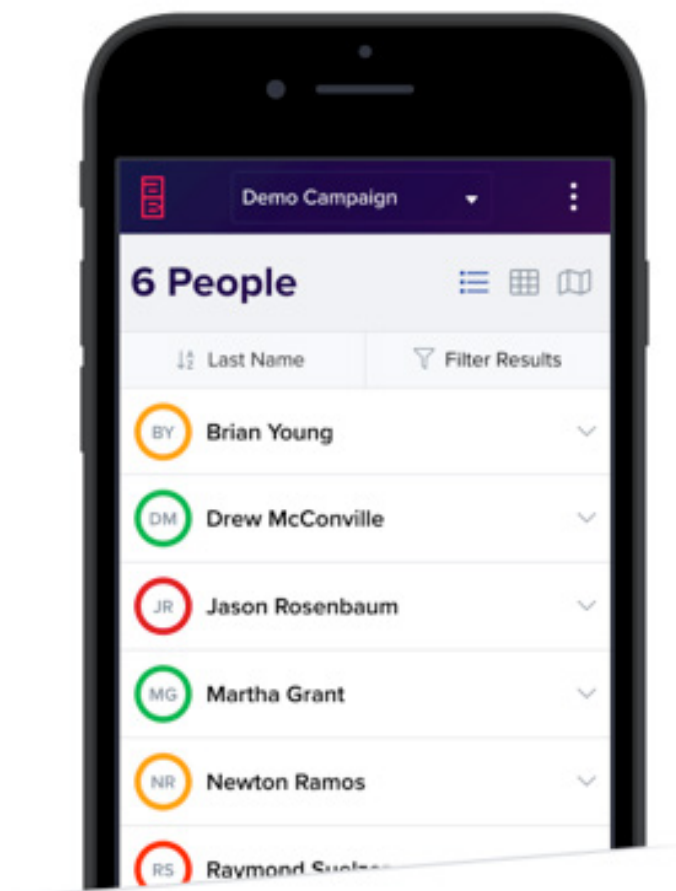 Demo Campaign
6 People
Last Name
Filter Results
BY Brian Young
DM Drew McConville
JR Jason Rosenbaum
MG Martha Grant
NR Newton Ramos
RS Raymond